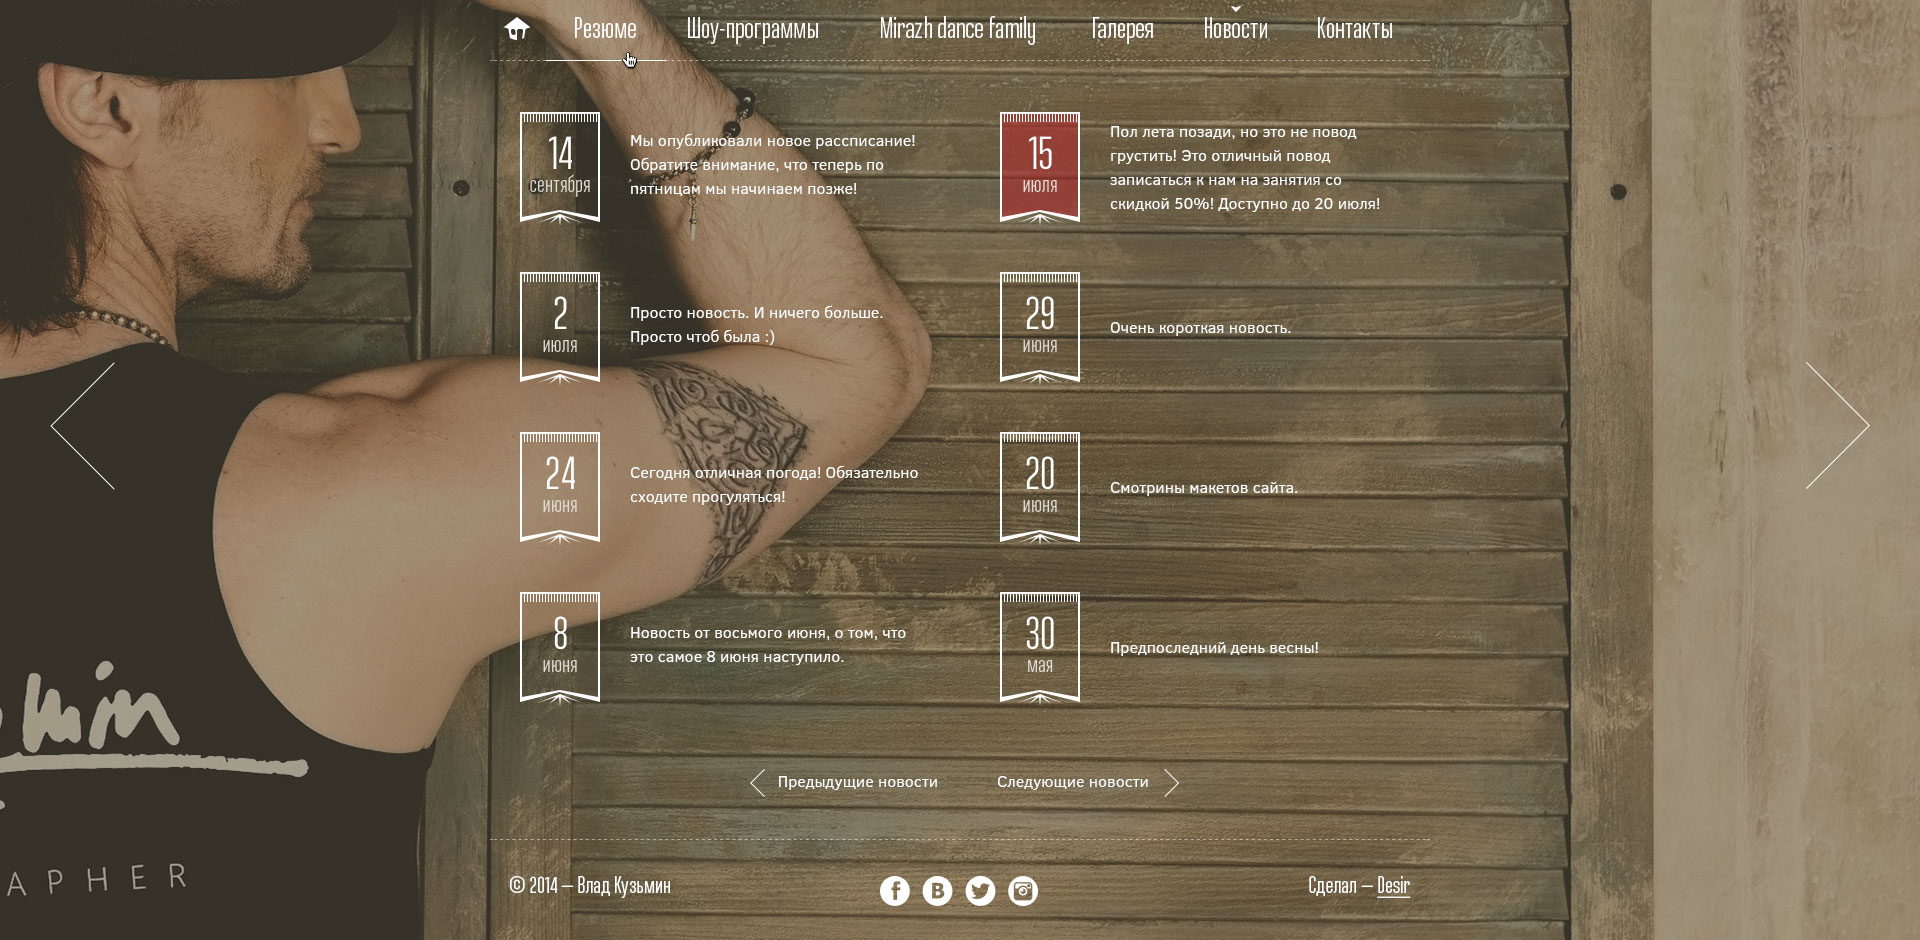 Резюме
Шоу-программы
Mirazh dance family
Галерея
Новости
Контакты
14
сентября
Мы опубликовали новое рассписание!
Обратите внимание, что теперь по
пятницам мы начинаем позже!
15
июля
Пол лета позади, но это не повод
грустить! Это отличный повод
записаться к нам на занятия со
скидкой 50%! Доступно до 20 июля!
2
июля
Просто новость. И ничего больше.
Просто чтоб была :)
29
июня
Очень короткая новость.
24
июня
Сегодня отличная погода! Обязательно
сходите прогуляться!
20
июня
Смотрины макетов сайта.
8
июня
Новость от восьмого июня, о том, что
это самое 8 июня наступило.
30
мая
Предпоследний день весны!
Предыдущие новости
Следующие новости
APHER
© 2014 — Влад Кузьмин
Сделал — Desir